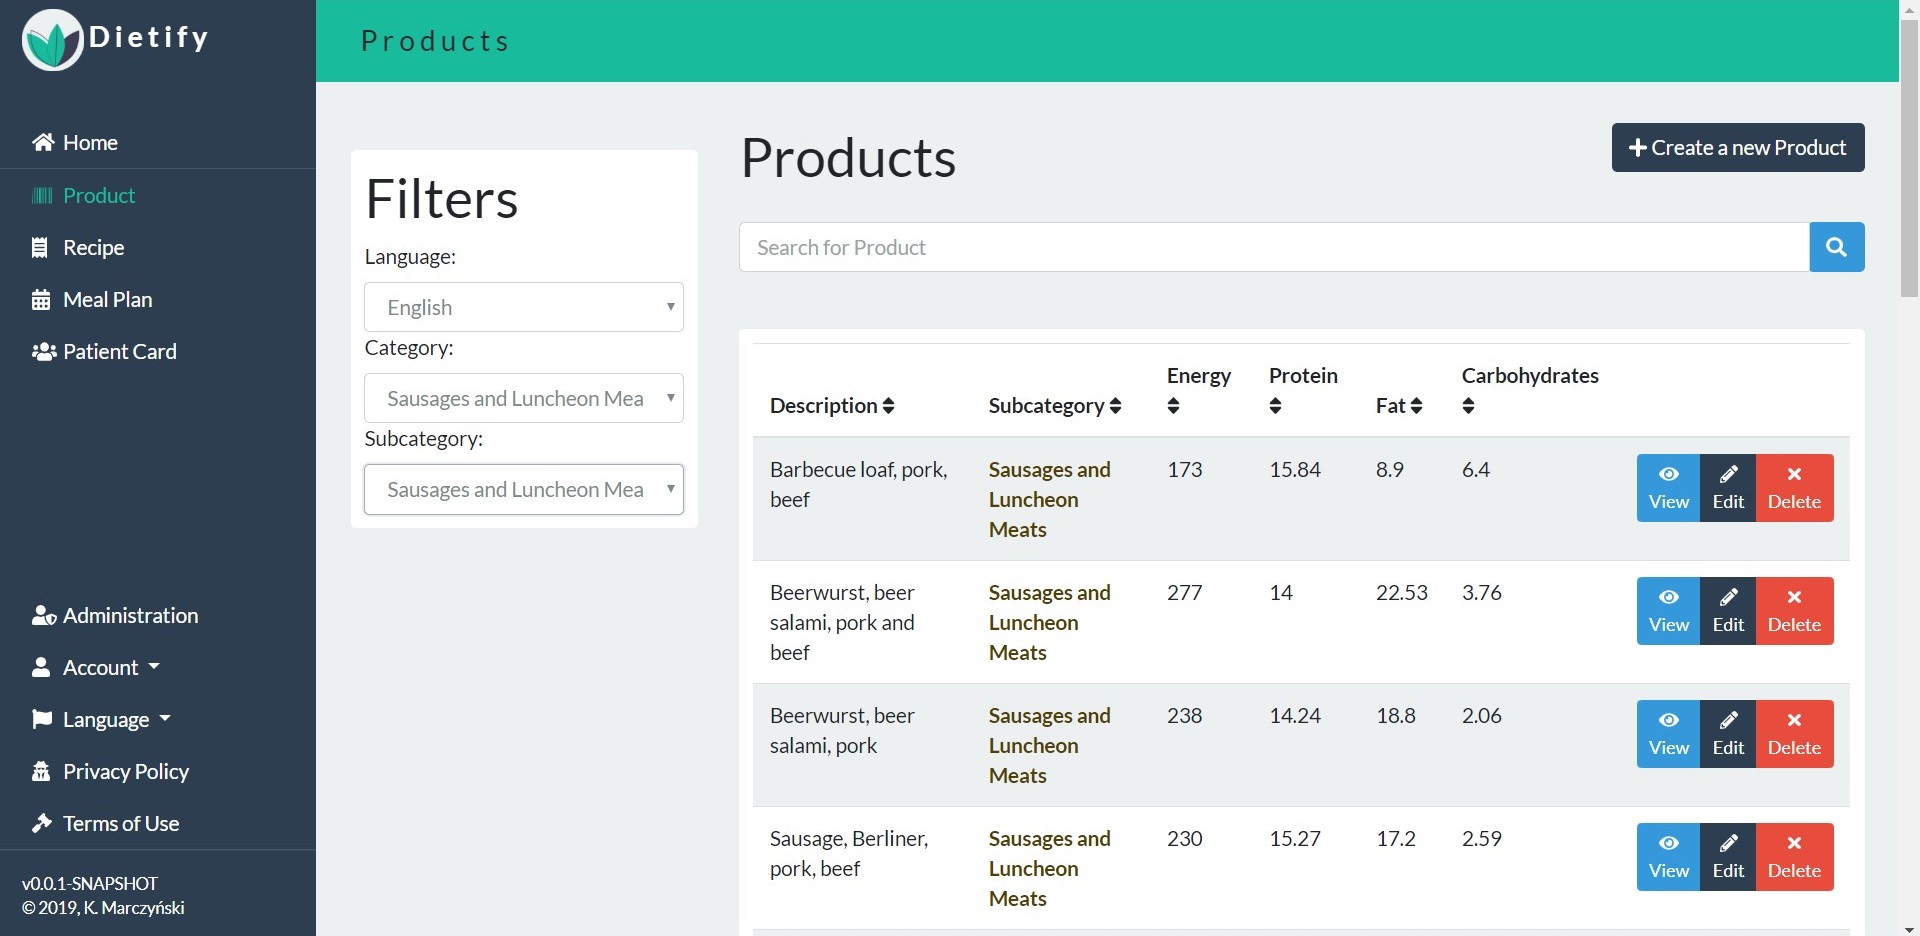 Dietify
Products
Home
Product
Recipe
Meal Plan
Patient Card
Administration
Account
Language
Privacy Policy
Terms of Use
v0.0.1-SNAPSHOT
© 2019, K. Marczyński
Filters
Language:
English
Category:
Sausages and Luncheon Mea
Subcategory:
Sausages and Luncheon Mea
Products
Create a new Product
Search for Product
Description Subcategory Energy Protein Fat Carbohydrates
Barbecue loaf, pork,
beef
Sausages and
Luncheon
Meats
173 15.84 8.9 6.4
View Edit Delete
Beerwurst, beer
salami, pork and
beef
Sausages and
Luncheon
Meats
277 14 22.53 3.76
View Edit Delete
Beerwurst, beer
salami, pork
Sausages and
Luncheon
Meats
238 14.24 18.8 2.06
View Edit Delete
Sausage, Berliner,
pork, beef
Sausages and
Luncheon
Meats
230 15.27 17.2 2.59
View Edit Delete